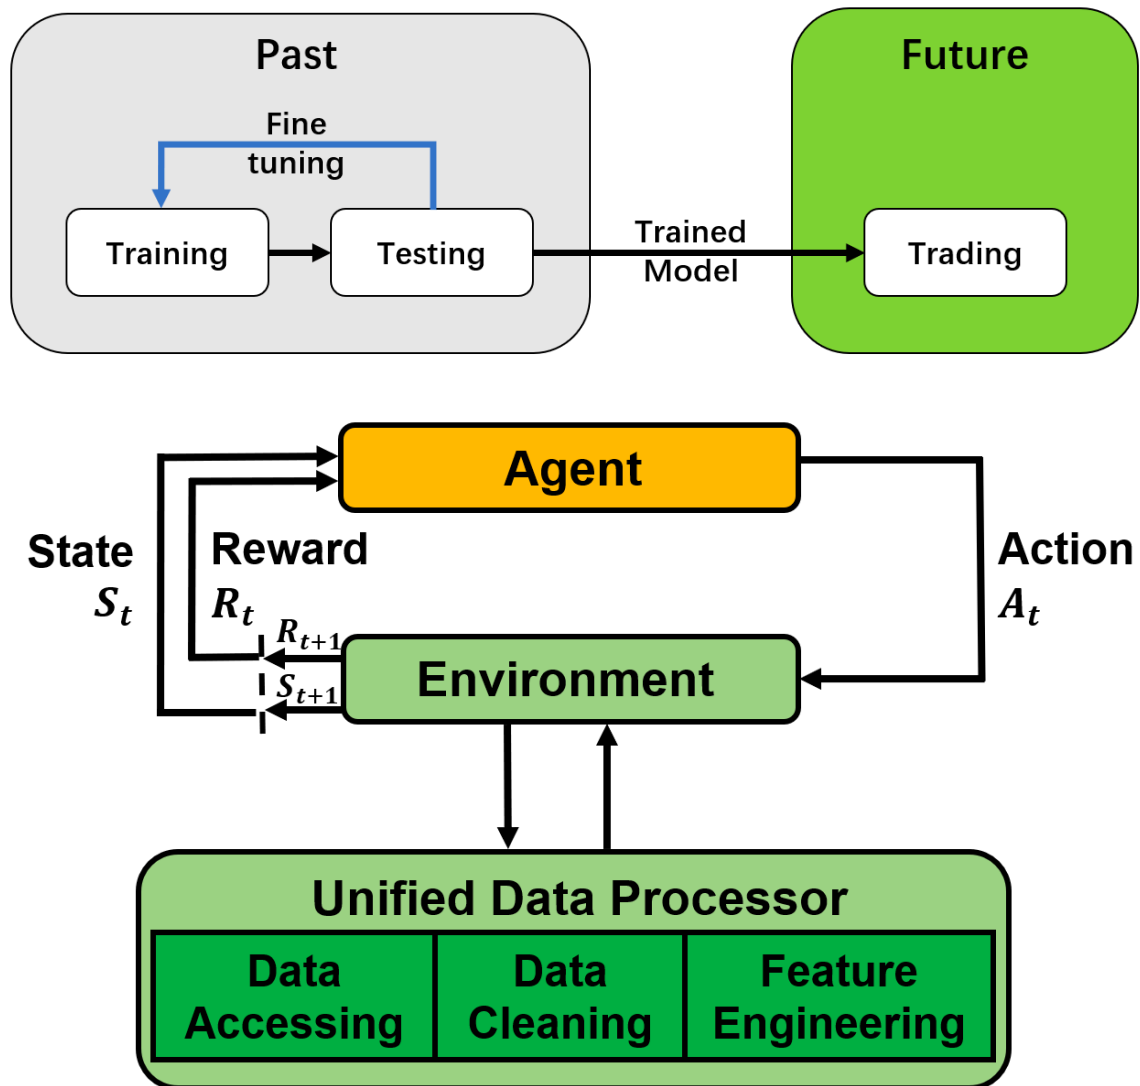 Past
Future
Fine
tuning
Training
Testing
Trained
Model
Trading
Agent
State
Reward
Action
Sₜ
Rₜ
Aₜ
Rₜ₊₁
Environment
Sₜ₊₁
Unified Data Processor
Data
Accessing
Data
Cleaning
Feature
Engineering